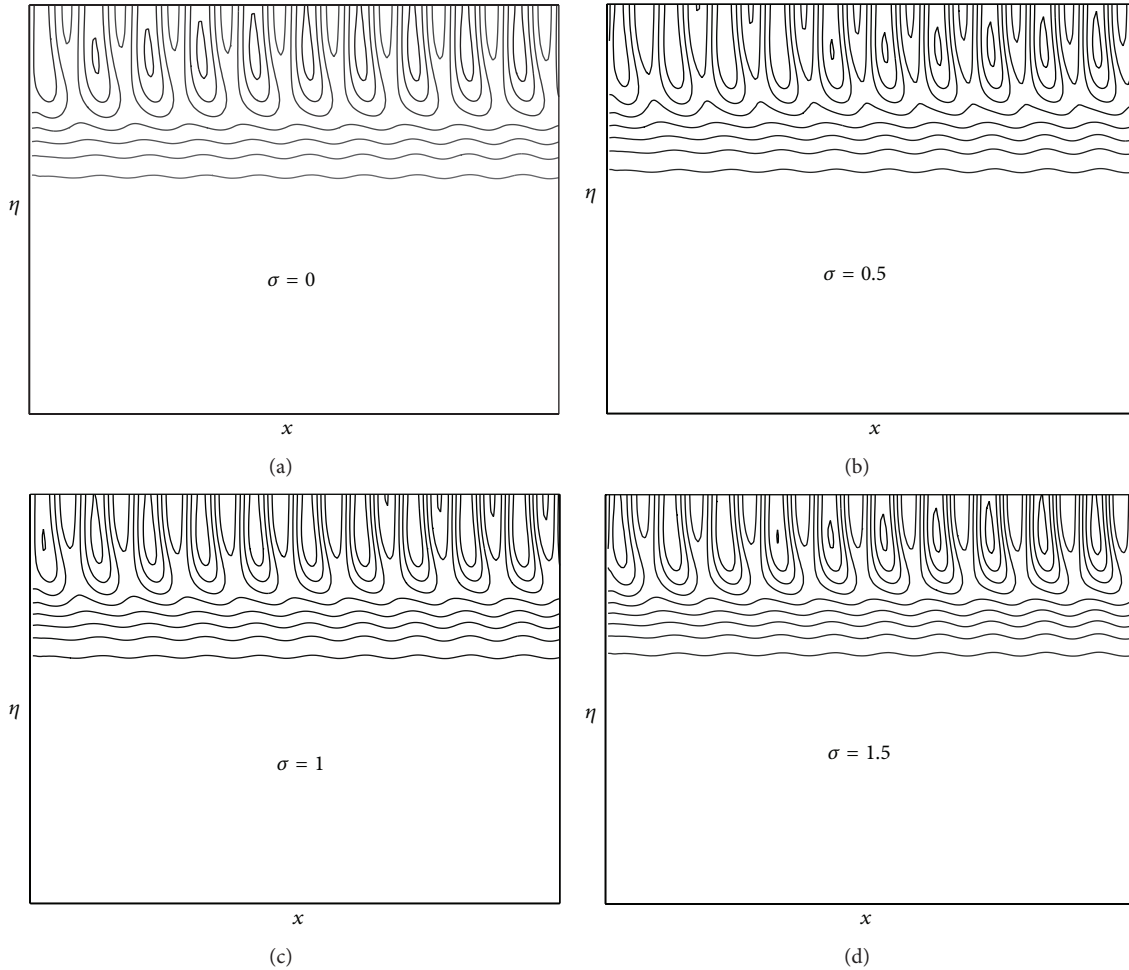 η
σ = 0
x
(a)
η
σ = 0.5
x
(b)
η
σ = 1
x
(c)
η
σ = 1.5
x
(d)